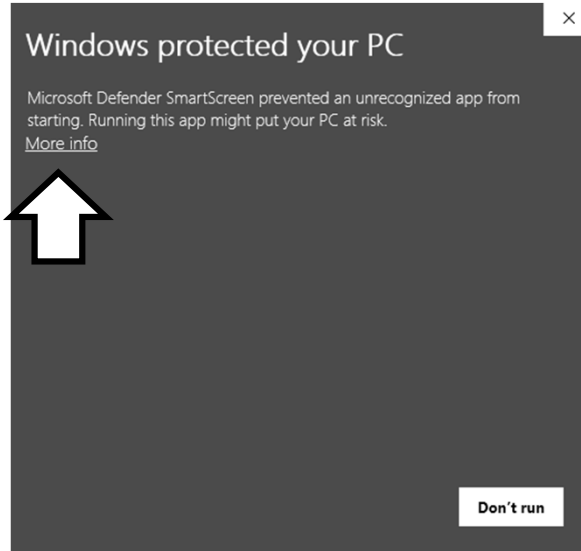 Windows protected your PC
Microsoft Defender SmartScreen prevented an unrecognized app from
starting. Running this app might put your PC at risk.
More info
Don't run